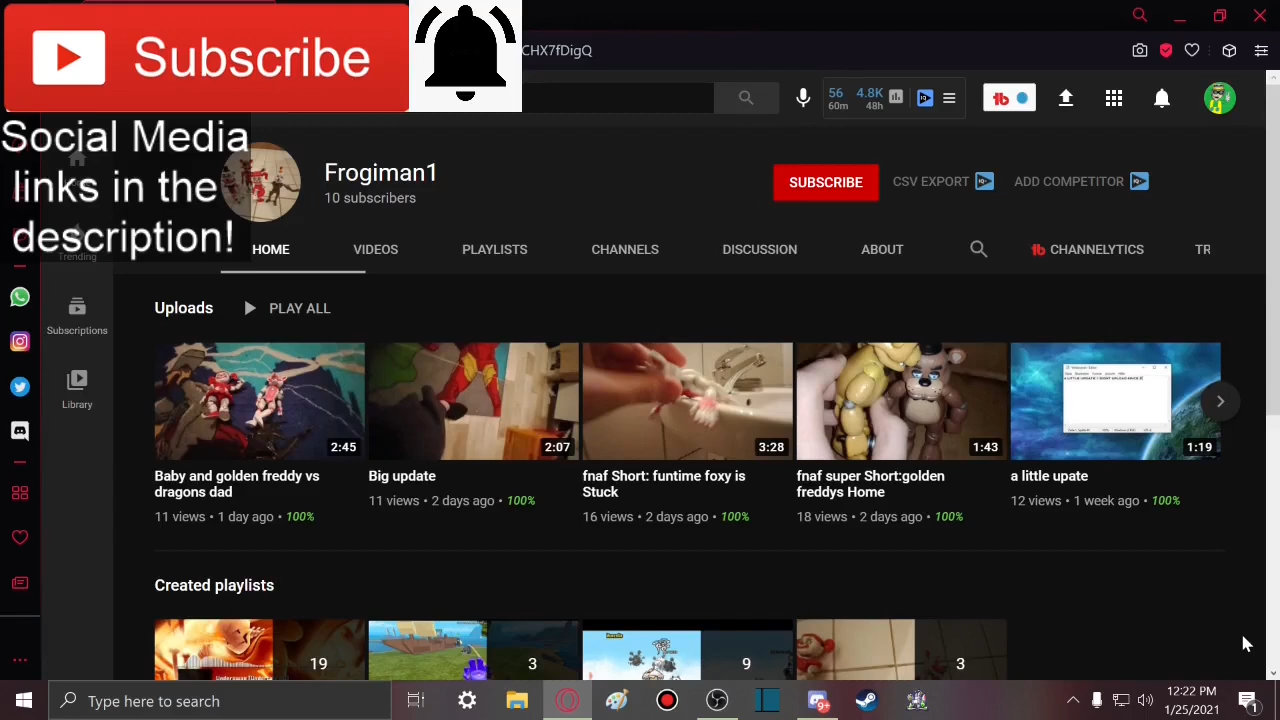 Subscribe
CHX7fDigQ
56 4.8K
60m 48h
Social Media
links in the
description!
Frogiman1
10 subscribers
SUBSCRIBE
CSV EXPORT
ADD COMPETITOR
HOME
VIDEOS
PLAYLISTS
CHANNELS
DISCUSSION
ABOUT
CHANNELYTICS
TR
Trending
Subscriptions
Library
Uploads
PLAY ALL
2:45
2:07
3:28
1:43
1:19
Baby and golden freddy vs
dragons dad
11 views • 1 day ago • 100%
Big update
11 views • 2 days ago • 100%
fnaf Short: funtime foxy is
Stuck
16 views • 2 days ago • 100%
fnaf super Short:golden
freddys Home
18 views • 2 days ago • 100%
a little upate
12 views • 1 week ago • 100%
Created playlists
19
3
9
3
Type here to search
9+
12:22 PM
1/25/2021
1